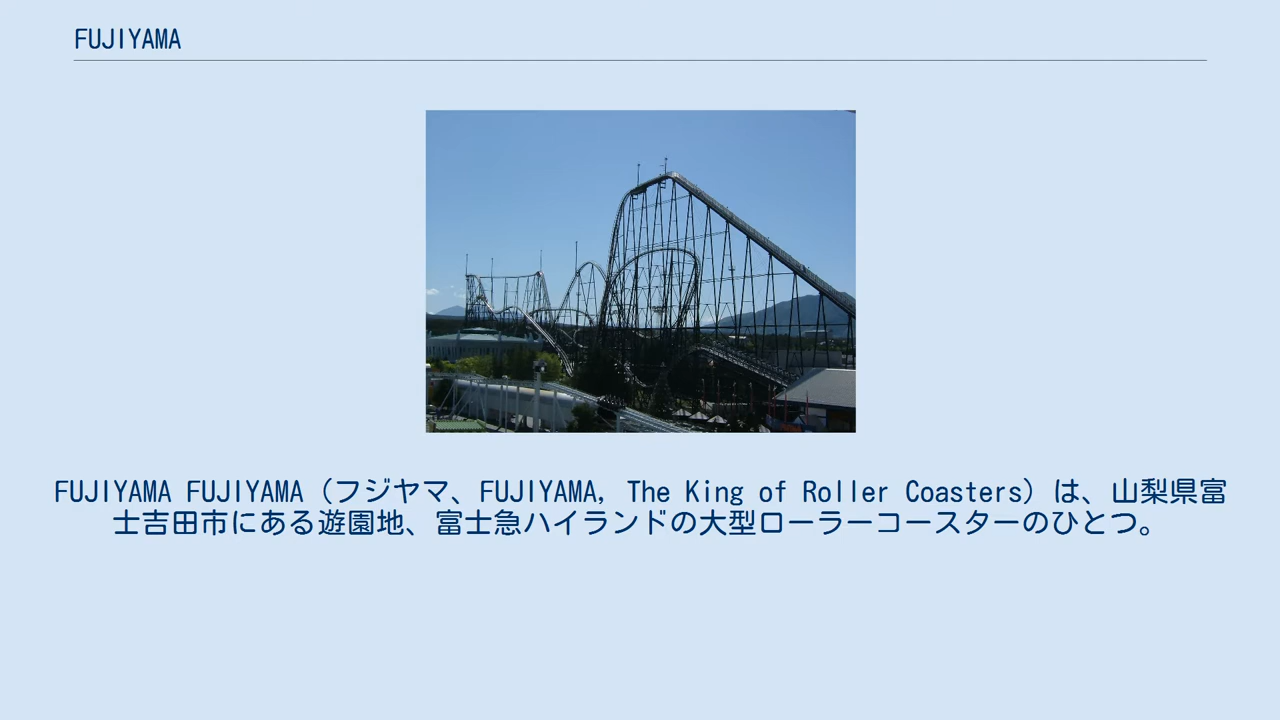 FUJIYAMA
FUJIYAMA FUJIYAMA（フジヤマ、FUJIYAMA, The King of Roller Coasters）は、山梨県富
士吉田市にある遊園地、富士急ハイランドの大型ローラーコースターのひとつ。